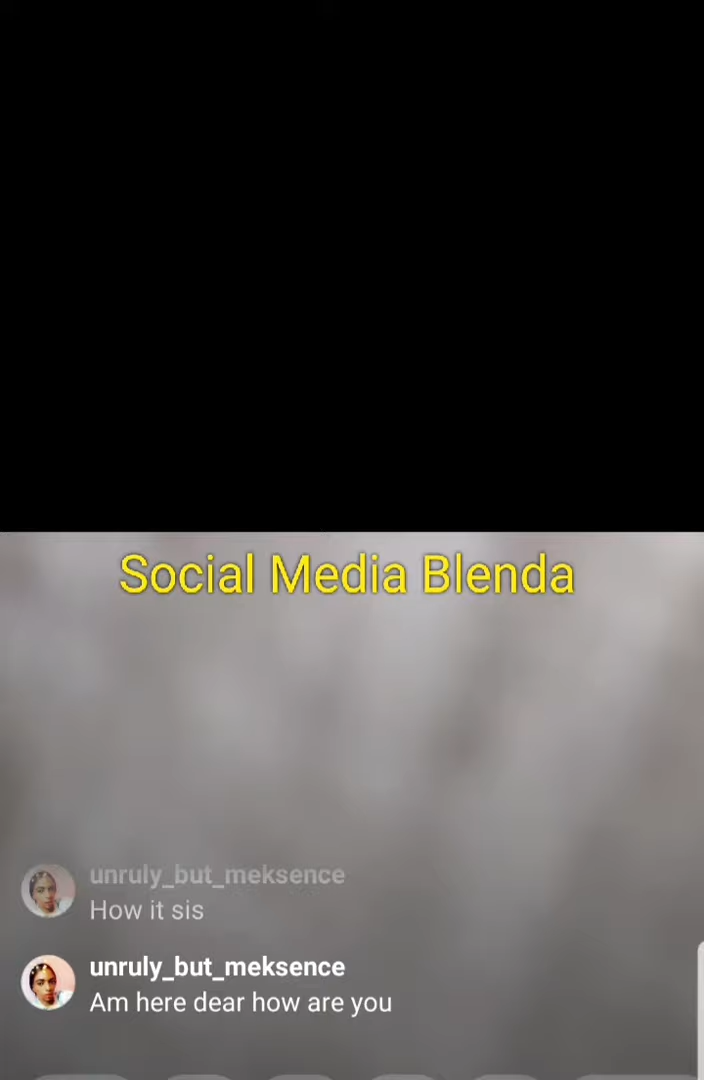 Social Media Blenda
unruly_but_meksence
How it sis
unruly_but_meksence
Am here dear how are you